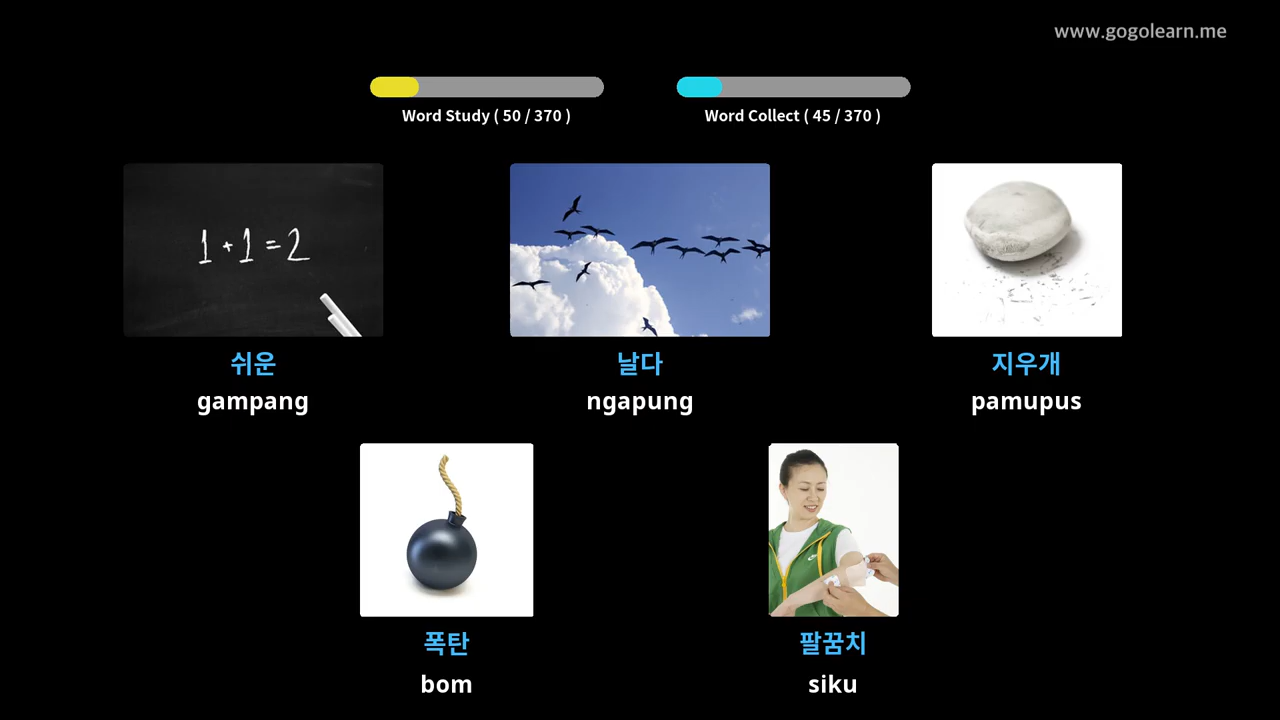 www.gogolearn.me
Word Study ( 50 / 370 )
Word Collect ( 45 / 370 )
1 + 1 = 2
쉬운
gampang
날다
ngapung
지우개
pamupus
폭탄
bom
팔꿈치
siku